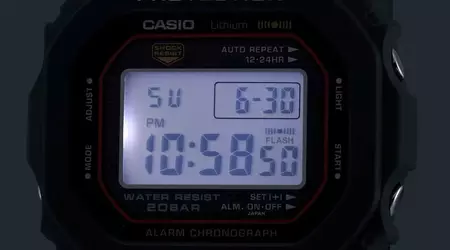 CASIO Lithium
SHOCK RESIST
AUTO REPEAT
12·24HR
ADJUST
LIGHT
SU 6-30
PM
FLASH
10:58 50
MODE
START
WATER RESIST
20BAR
SET[+]
ALM. ON·OFF
JAPAN
ALARM CHRONOGRAPH